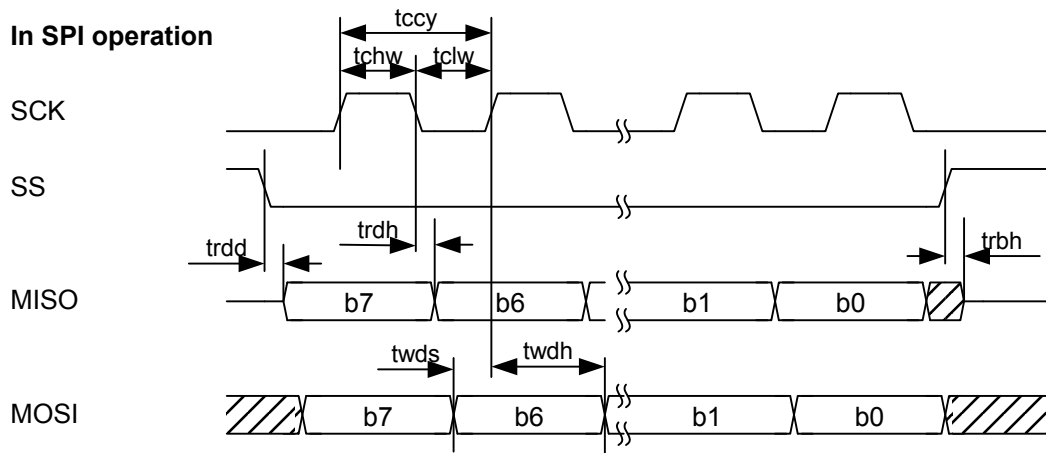 In SPI operation
tccy
tchw tclw
SCK
SS
trdd trdh trbh
MISO b7 b6 b1 b0
twds twdh
MOSI b7 b6 b1 b0